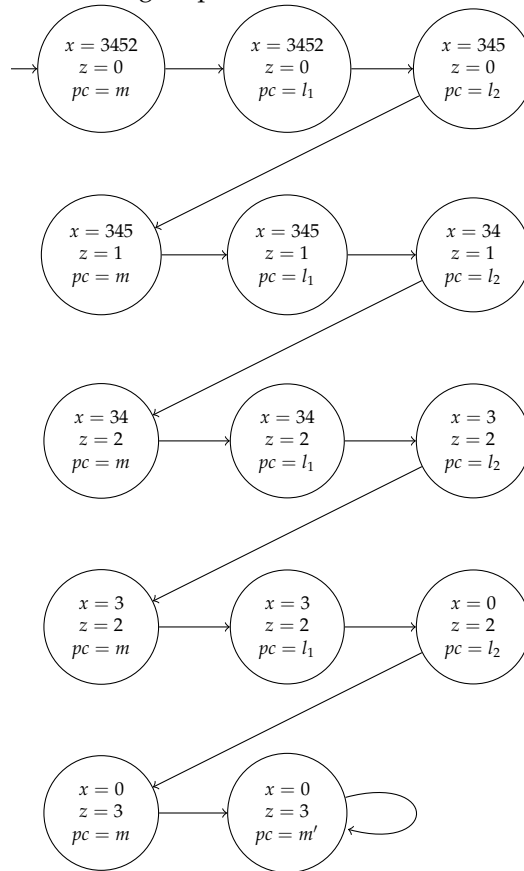 x = 3452
z = 0
pc = m
x = 3452
z = 0
pc = l₁
x = 345
z = 0
pc = l₂
x = 345
z = 1
pc = m
x = 345
z = 1
pc = l₁
x = 34
z = 1
pc = l₂
x = 34
z = 2
pc = m
x = 34
z = 2
pc = l₁
x = 3
z = 2
pc = l₂
x = 3
z = 2
pc = m
x = 3
z = 2
pc = l₁
x = 0
z = 2
pc = l₂
x = 0
z = 3
pc = m
x = 0
z = 3
pc = m′